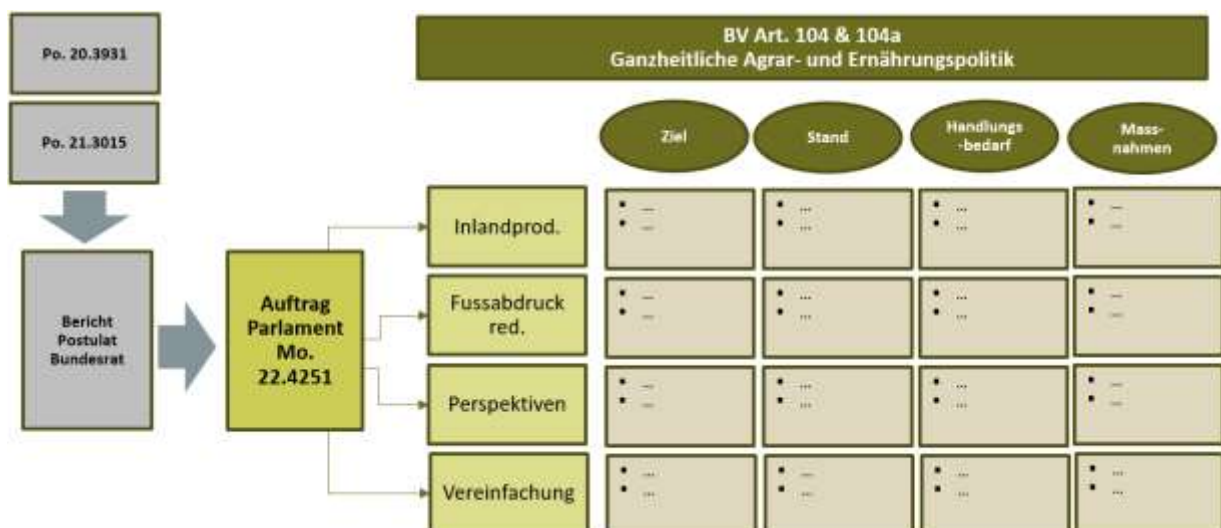 Po. 20.3931
Po. 21.3015
Bericht
Postulat
Bundesrat
Auftrag
Parlament
Mo.
22.4251
BV Art. 104 & 104a
Ganzheitliche Agrar- und Ernährungspolitik
Ziel
Stand
Handlungs
-bedarf
Mass-
nahmen
Inlandprod.
▪ ...
▪ ...
▪ ...
▪ ...
▪ ...
▪ ...
▪ ...
▪ ...
Fussabdruck
red.
▪ ...
▪ ...
▪ ...
▪ ...
▪ ...
▪ ...
▪ ...
▪ ...
Perspektiven
▪ ...
▪ ...
▪ ...
▪ ...
▪ ...
▪ ...
▪ ...
▪ ...
Vereinfachung
▪ ...
▪ ...
▪ ...
▪ ...
▪ ...
▪ ...
▪ ...
▪ ...